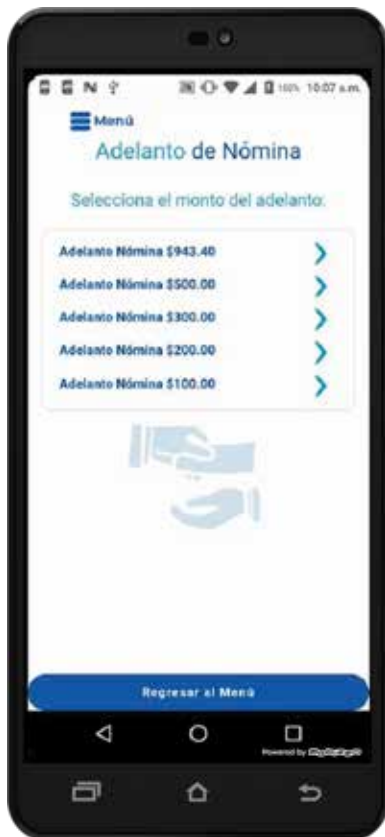 100% 10:07 a.m.
Menú
Adelanto de Nómina
Selecciona el monto del adelanto:
Adelanto Nómina $943.40
Adelanto Nómina $500.00
Adelanto Nómina $300.00
Adelanto Nómina $200.00
Adelanto Nómina $100.00
Regresar al Menú
Powered by